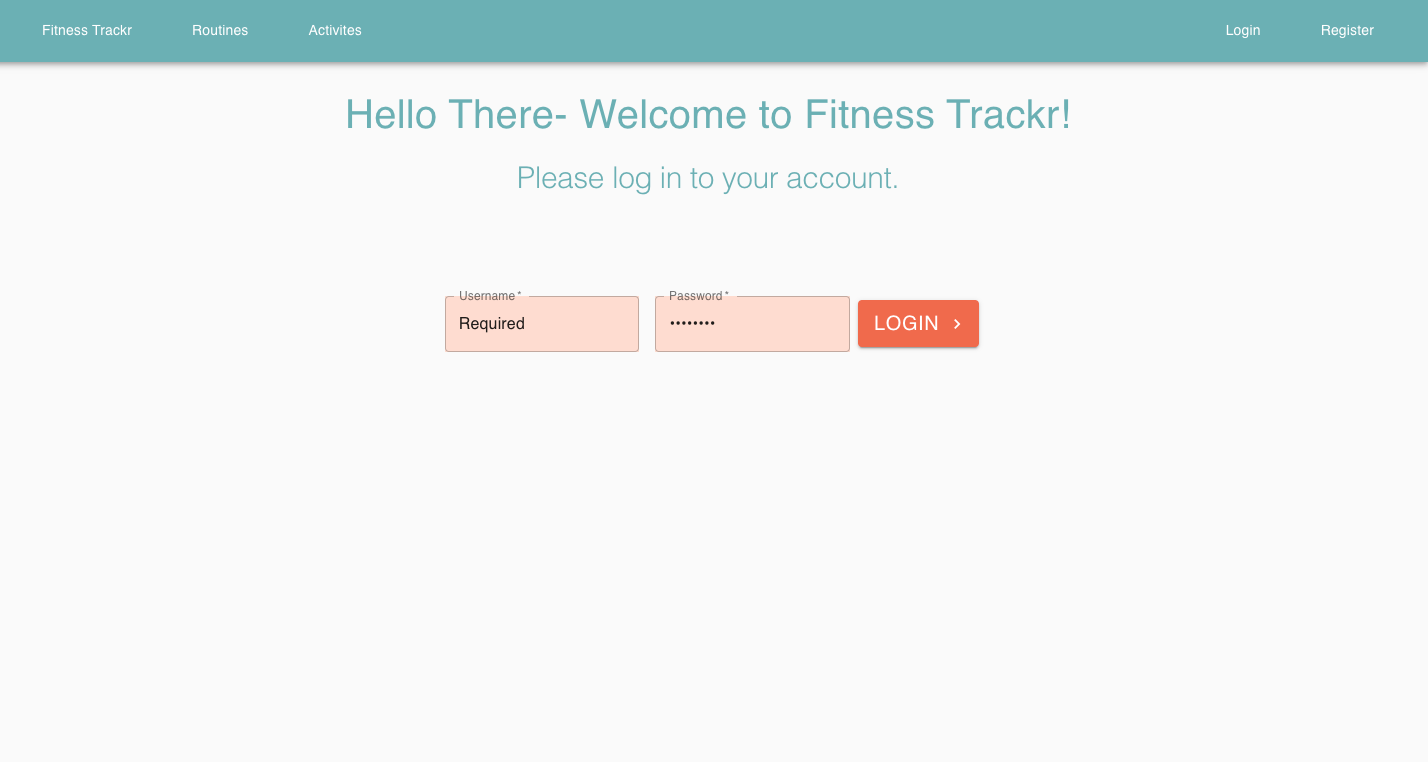 Fitness Trackr Routines Activites Login Register
Hello There- Welcome to Fitness Trackr!
Please log in to your account.
Username * Password *
Required •••••••• LOGIN